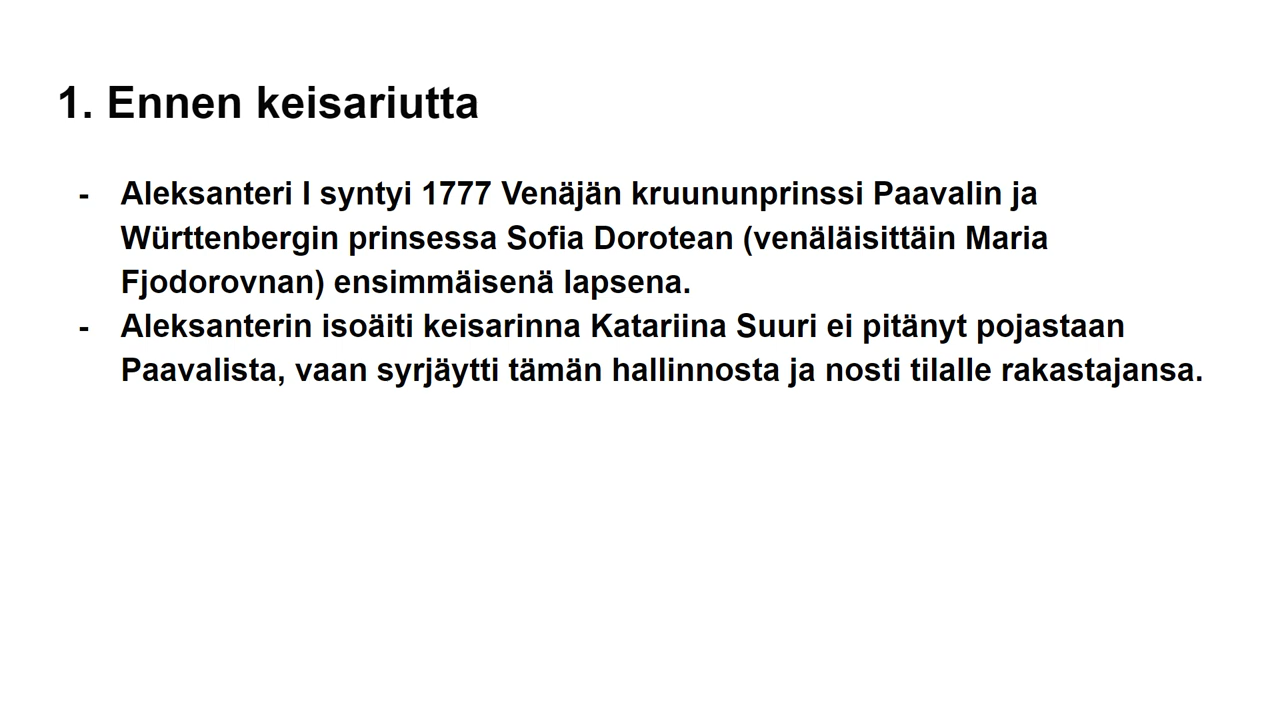 1. Ennen keisariutta
- Aleksanteri I syntyi 1777 Venäjän kruununprinssi Paavalin ja
Württenbergin prinsessa Sofia Dorotean (venäläisittäin Maria
Fjodorovnan) ensimmäisenä lapsena.
- Aleksanterin isoäiti keisarinna Katariina Suuri ei pitänyt pojastaan
Paavalista, vaan syrjäytti tämän hallinnosta ja nosti tilalle rakastajansa.